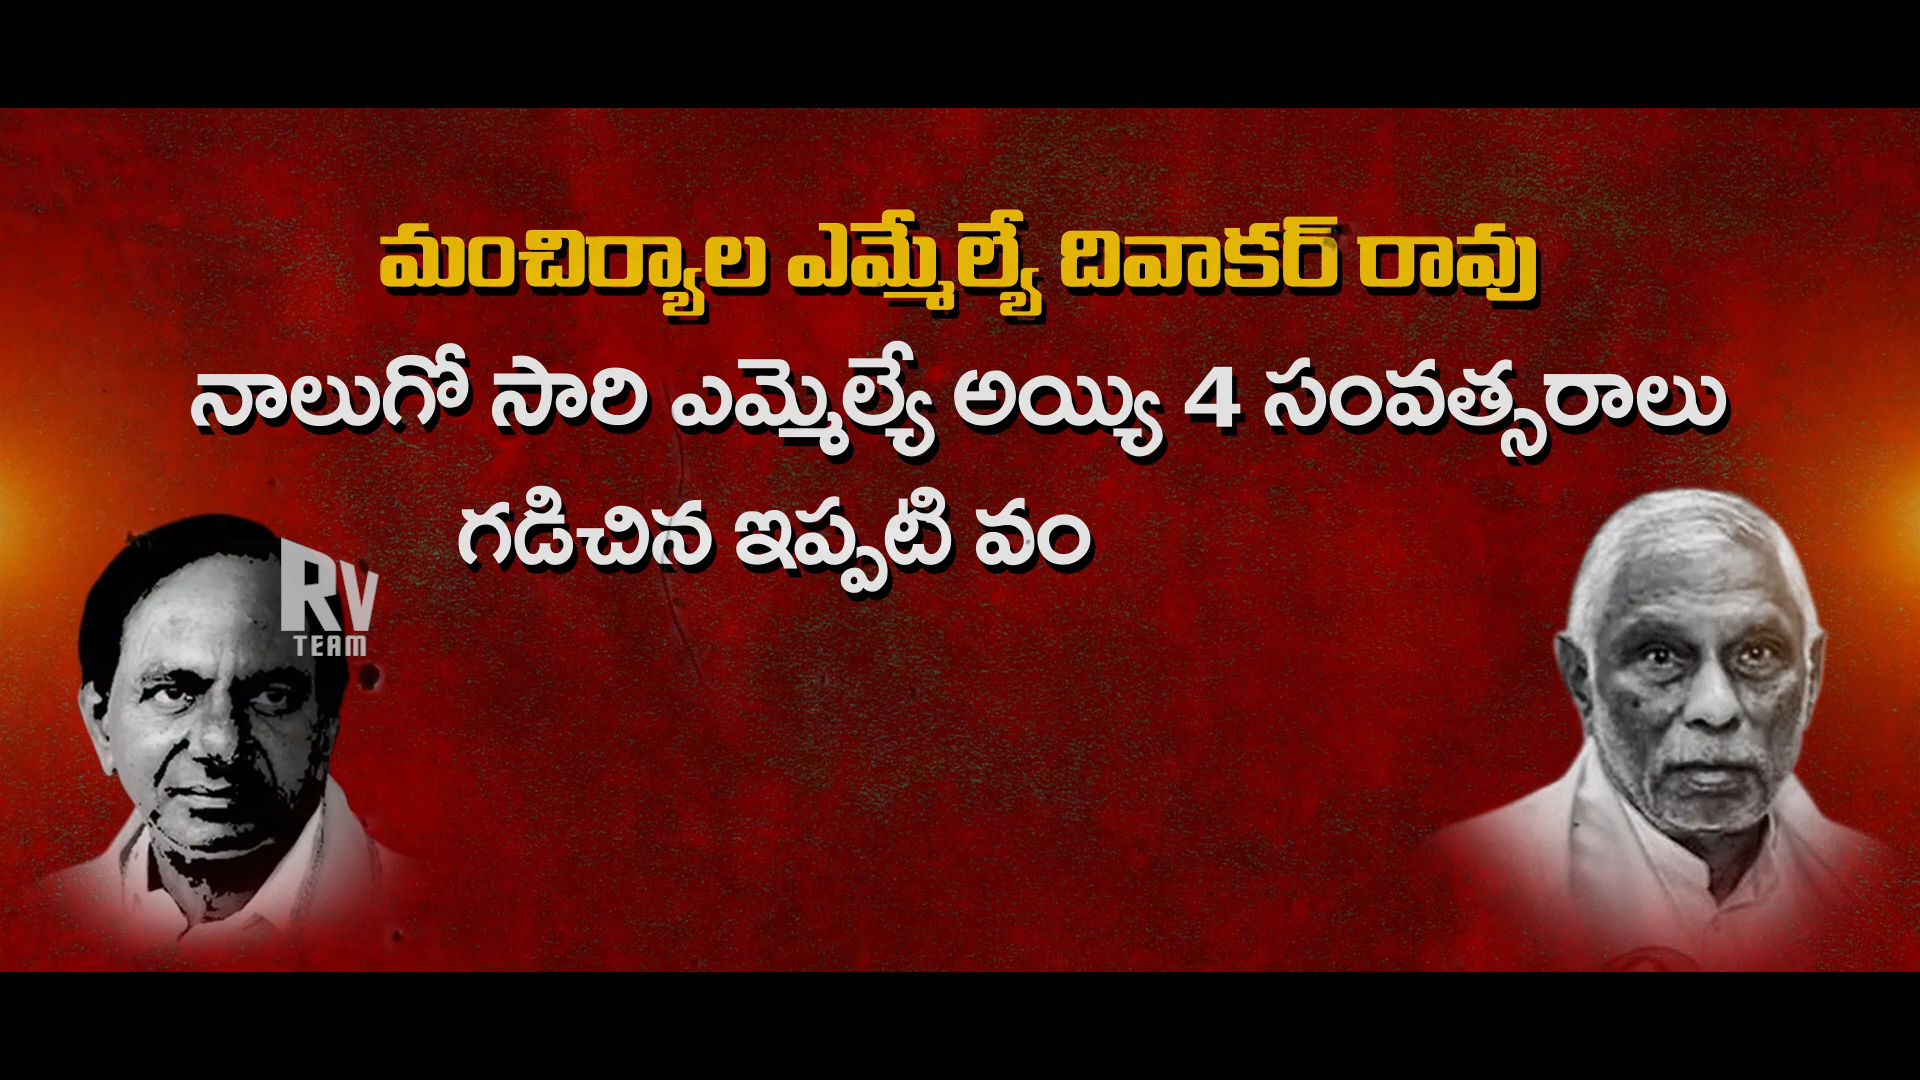 మంచిర్యాల ఎమ్మేల్యే దివాకర్ రావు
నాలుగో సారి ఎమ్మెల్యే అయ్యి 4 సంవత్సరాలు
గడిచిన ఇప్పటి వం
RV
TEAM